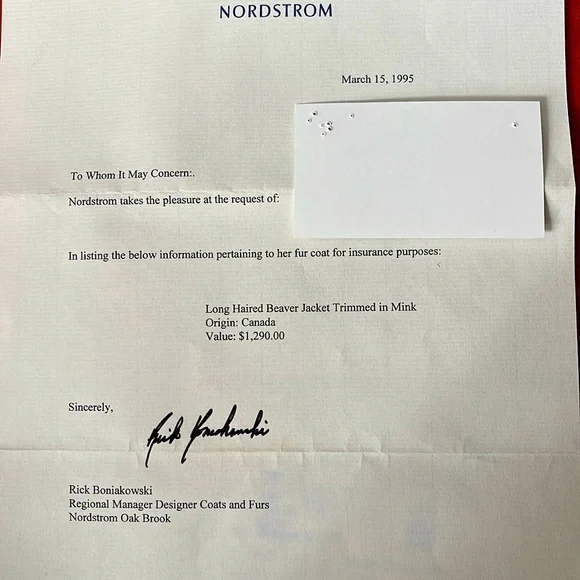 NORDSTROM
March 15, 1995
To Whom It May Concern:.
Nordstrom takes the pleasure at the request of:
In listing the below information pertaining to her fur coat for insurance purposes:
Long Haired Beaver Jacket Trimmed in Mink
Origin: Canada
Value: $1,290.00
Sincerely,
Rick Boniakowski
Rick Boniakowski
Regional Manager Designer Coats and Furs
Nordstrom Oak Brook